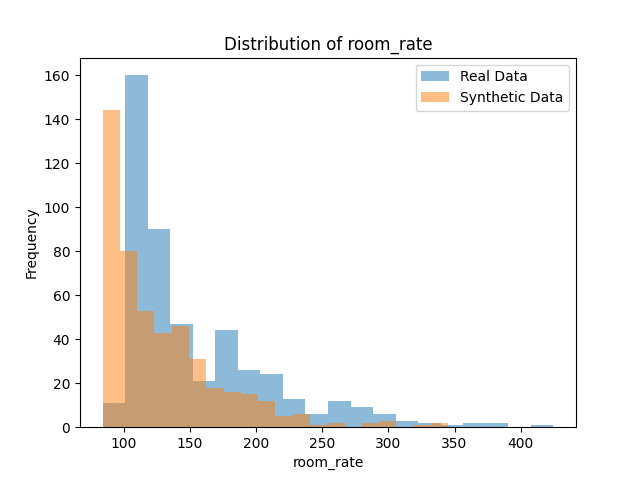 Distribution of room_rate
Real Data
Synthetic Data
160
140
120
100
80
60
40
20
0
Frequency
100 150 200 250 300 350 400
room_rate